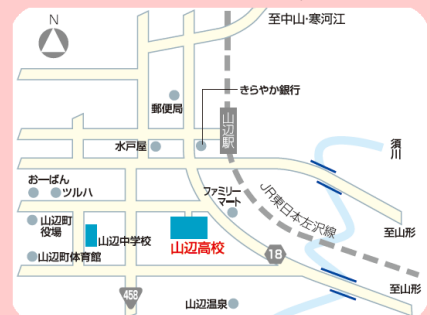 N
至中山・寒河江
郵便局
きらやか銀行
水戸屋
山辺駅
須川
おーばん
ツルハ
ファミリー
マート
JR東日本左沢線
山辺町
役場
山辺中学校
山辺高校
至山形
山辺町体育館
18
至山形
458
山辺温泉